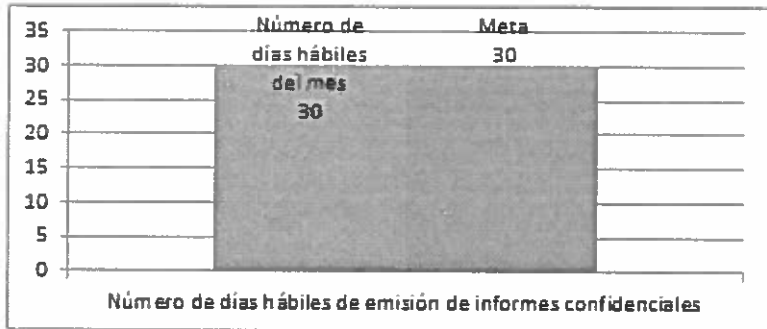 35
30
25
20
15
10
5
0
Número de
días hábiles
del mes
30
Meta
30
Número de días hábiles de emisión de informes confidenciales